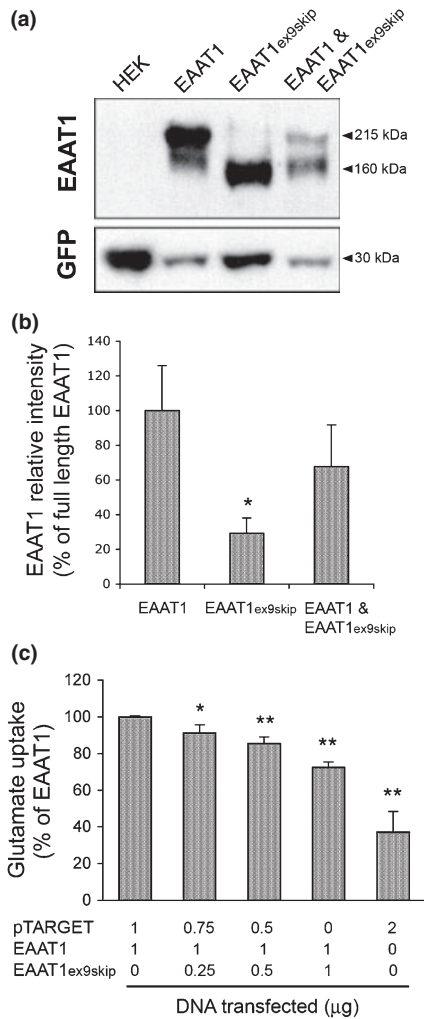 (a)
HEK
EAAT1
EAAT1ex9skip
EAAT1 &
EAAT1ex9skip
EAAT1
◄215 kDa
◄160 kDa
GFP
◄30 kDa
(b)
EAAT1 relative intensity
(% of full length EAAT1)
140
120
100
80
60
40
20
0
*
EAAT1
EAAT1ex9skip
EAAT1 &
EAAT1ex9skip
(c)
Glutamate uptake
(% of EAAT1)
120
100
80
60
40
20
0
*
**
**
**
pTARGET 1 0.75 0.5 0 2
EAAT1 1 1 1 1 0
EAAT1ex9skip 0 0.25 0.5 1 0
DNA transfected (µg)